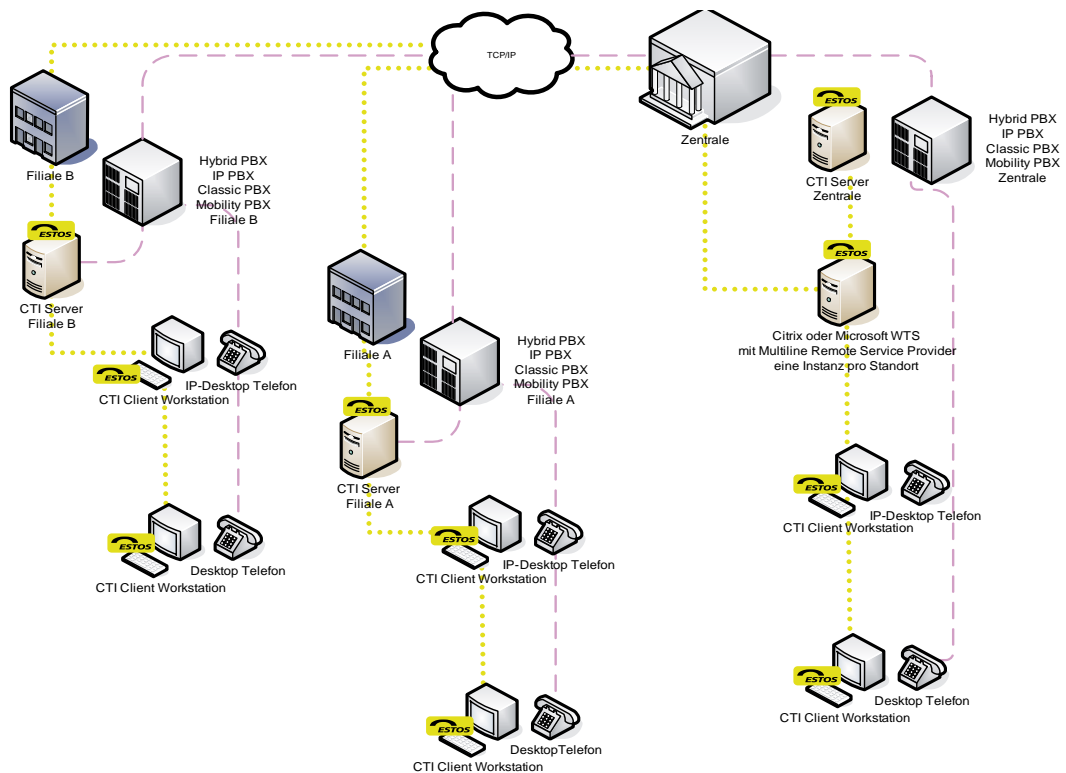 TCP/IP
Zentrale
ESTOS
CTI Server
Zentrale
Hybrid PBX
IP PBX
Classic PBX
Mobility PBX
Zentrale
Filiale B
Hybrid PBX
IP PBX
Classic PBX
Mobility PBX
Filiale B
ESTOS
CTI Server
Filiale B
ESTOS
IP-Desktop Telefon
CTI Client Workstation
ESTOS
Desktop Telefon
CTI Client Workstation
Filiale A
Hybrid PBX
IP PBX
Classic PBX
Mobility PBX
Filiale A
ESTOS
CTI Server
Filiale A
ESTOS
IP-Desktop Telefon
CTI Client Workstation
ESTOS
DesktopTelefon
CTI Client Workstation
ESTOS
Citrix oder Microsoft WTS
mit Multiline Remote Service Provider
eine Instanz pro Standort
ESTOS
IP-Desktop Telefon
CTI Client Workstation
ESTOS
Desktop Telefon
CTI Client Workstation